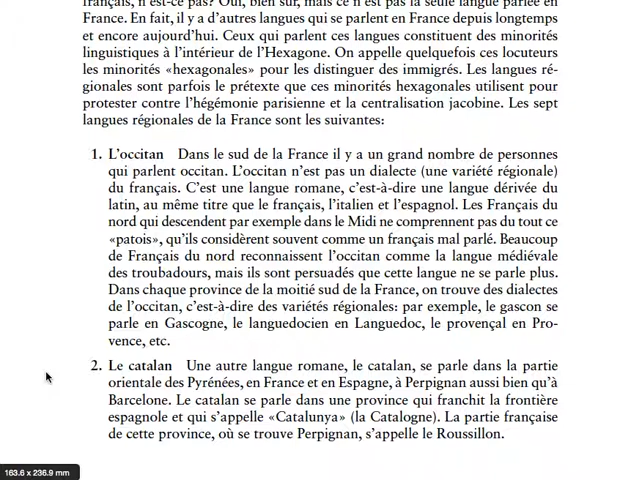 français, n'est-ce pas? Oui, bien sûr, mais ce n'est pas la seule langue parlée en
France. En fait, il y a d'autres langues qui se parlent en France depuis longtemps
et encore aujourd'hui. Ceux qui parlent ces langues constituent des minorités
linguistiques à l'intérieur de l'Hexagone. On appelle quelquefois ces locuteurs
les minorités «hexagonales» pour les distinguer des immigrés. Les langues ré-
gionales sont parfois le prétexte que ces minorités hexagonales utilisent pour
protester contre l'hégémonie parisienne et la centralisation jacobine. Les sept
langues régionales de la France sont les suivantes:
1. L'occitan Dans le sud de la France il y a un grand nombre de personnes
qui parlent occitan. L'occitan n'est pas un dialecte (une variété régionale)
du français. C'est une langue romane, c'est-à-dire une langue dérivée du
latin, au même titre que le français, l'italien et l'espagnol. Les Français du
nord qui descendent par exemple dans le Midi ne comprennent pas du tout ce
«patois», qu'ils considèrent souvent comme un français mal parlé. Beaucoup
de Français du nord reconnaissent l'occitan comme la langue médiévale
des troubadours, mais ils sont persuadés que cette langue ne se parle plus.
Dans chaque province de la moitié sud de la France, on trouve des dialectes
de l'occitan, c'est-à-dire des variétés régionales: par exemple, le gascon se
parle en Gascogne, le languedocien en Languedoc, le provençal en Pro-
vence, etc.
2. Le catalan Une autre langue romane, le catalan, se parle dans la partie
orientale des Pyrénées, en France et en Espagne, à Perpignan aussi bien qu'à
Barcelone. Le catalan se parle dans une province qui franchit la frontière
espagnole et qui s'appelle «Catalunya» (la Catalogne). La partie française
de cette province, où se trouve Perpignan, s'appelle le Roussillon.
163.6 x 236.9 mm